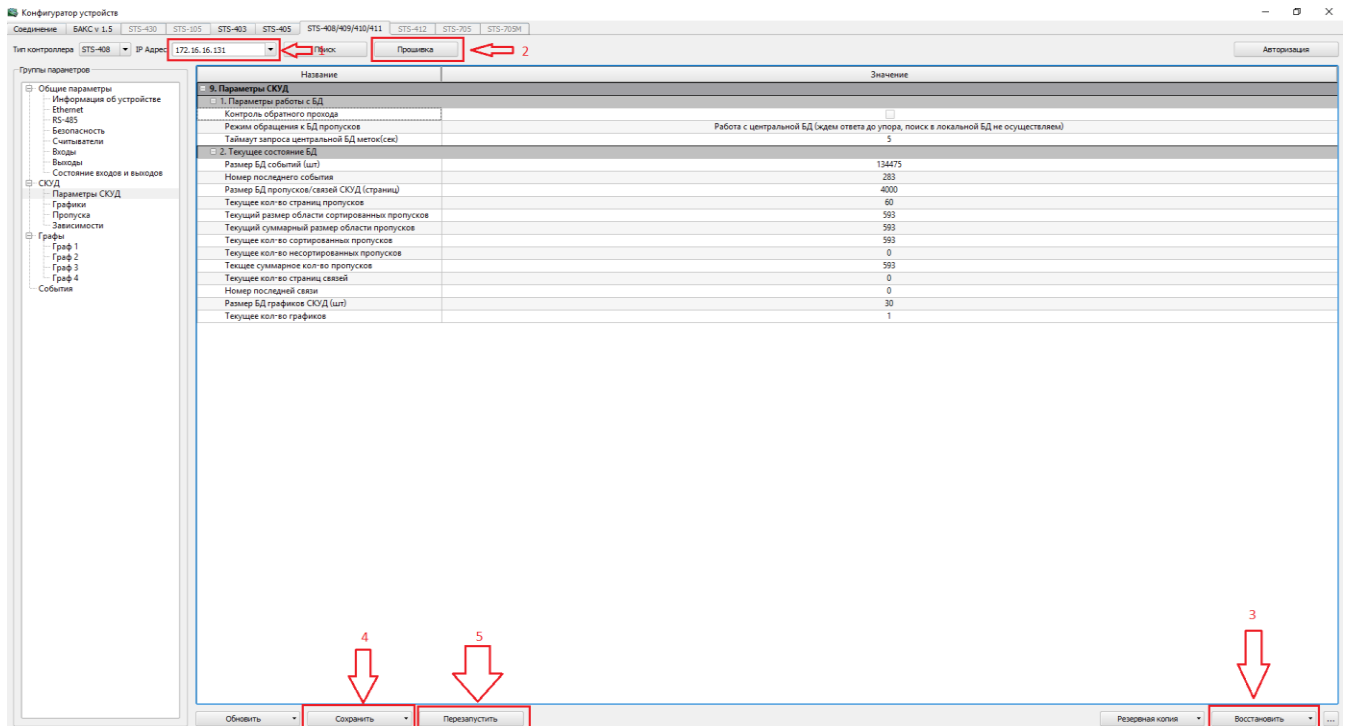 Конфигуратор устройств
Соединение БАКС v 1.5 STS-430 STS-105 STS-403 STS-405 STS-408/409/410/411 STS-412 STS-705 STS-705M
Тип контроллера STS-408 IP Адрес 172.16.16.131 1 Поиск Прошивка 2 Авторизация
Группы параметров
Общие параметры
Информация об устройстве
Ethernet
RS-485
Безопасность
Считыватели
Входы
Выходы
Состояние входов и выходов
СКУД
Параметры СКУД
Графики
Пропуска
Зависимости
Графы
Граф 1
Граф 2
Граф 3
Граф 4
События
Название Значение
9. Параметры СКУД
1. Параметры работы с БД
Контроль обратного прохода
Режим обращения к БД пропусков Работа с центральной БД (ждем ответа до упора, поиск в локальной БД не осуществляем)
Таймаут запроса центральной БД меток(сек) 5
2. Текущее состояние БД
Размер БД событий (шт) 134475
Номер последнего события 283
Размер БД пропусков/связей СКУД (страниц) 4000
Текущее кол-во страниц пропусков 60
Текущий размер области сортированных пропусков 593
Текущий суммарный размер области пропусков 593
Текущее кол-во сортированных пропусков 593
Текущее кол-во несортированных пропусков 0
Текщее суммарное кол-во пропусков 593
Текущее кол-во страниц связей 0
Номер последней связи 0
Размер БД графиков СКУД (шт) 30
Текущее кол-во графиков 1
3
4 5
Обновить Сохранить Перезапустить Резервная копия Восстановить ...